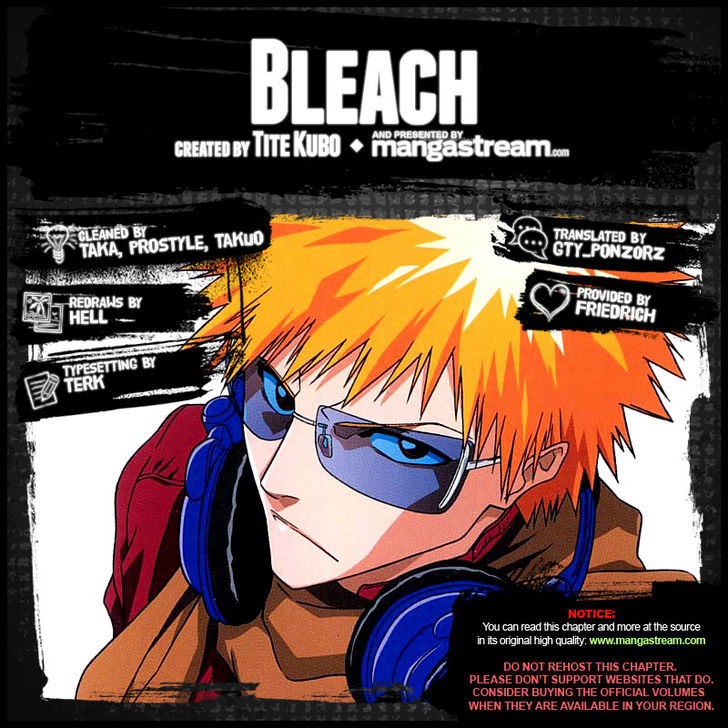 BLEACH
CREATED BY TITE KUBO ◆ AND PRESENTED BY mangastream.com
CLEANED BY
TAKA, PROSTYLE, TAKUO
REDRAWS BY
HELL
TYPESETTING BY
TERK
TRANSLATED BY
GTY_PONZORZ
PROVIDED BY
FRIEDRICH
NOTICE:
You can read this chapter and more at the source
in its original high quality: www.mangastream.com
DO NOT REHOST THIS CHAPTER.
PLEASE DON'T SUPPORT WEBSITES THAT DO.
CONSIDER BUYING THE OFFICIAL VOLUMES
WHEN THEY ARE AVAILABLE IN YOUR REGION.